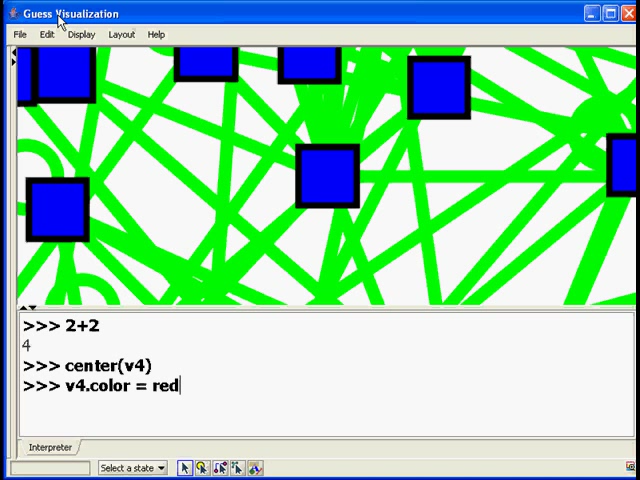 Guess Visualization
File Edit Display Layout Help
>>> 2+2
4
>>> center(v4)
>>> v4.color = red
Interpreter
Select a state